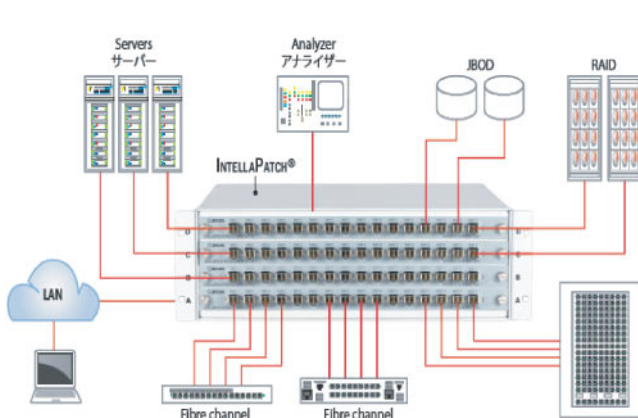 Servers
サーバー
Analyzer
アナライザー
JBOD
RAID
INTELLAPATCH®
D
C
B
B
A
A
LAN
Fibre channel
Fibre channel